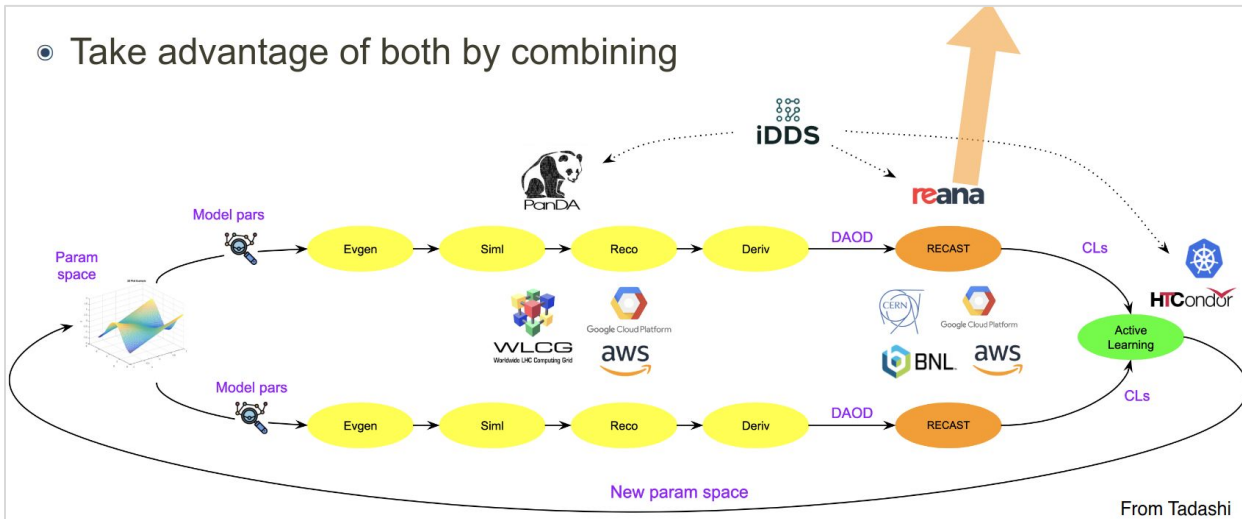 Take advantage of both by combining
iDDS
PanDA
reana
Model pars
DAOD
CLs
Param
space
Evgen
Siml
Reco
Deriv
RECAST
HTCondor
WLCG
Worldwide LHC Computing Grid
Google Cloud Platform
aws
CERN
Google Cloud Platform
BNL
aws
Active
Learning
Model pars
DAOD
CLs
Evgen
Siml
Reco
Deriv
RECAST
New param space
From Tadashi